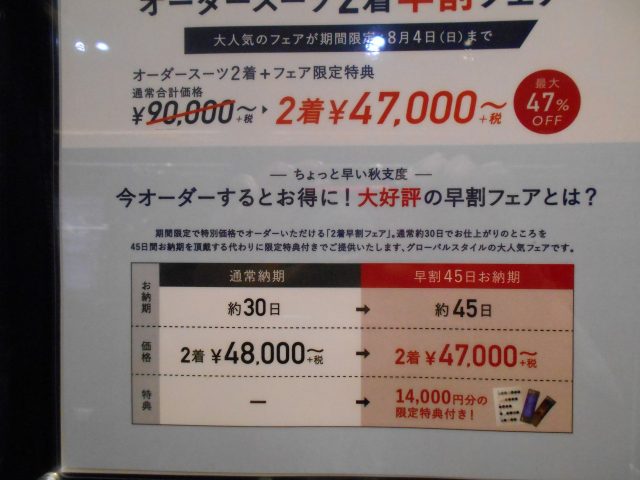 オーダースーツ2着早割フェア
大人気のフェアが期間限定 8月4日(日)まで
オーダースーツ2着+フェア限定特典
通常合計価格
¥90,000~+税 ▶ 2着¥47,000~+税
最大
47%
OFF
― ちょっと早い秋支度 ―
今オーダーするとお得に!大好評の早割フェアとは?
期間限定で特別価格でオーダーいただける「2着早割フェア」。通常約30日でお仕上がりのところを
45日間お納期を頂戴する代わりに限定特典付きでご提供いたします、グローバルスタイルの大人気フェアです。
通常納期 早割45日お納期
お納期 約30日 → 約45日
価格 2着¥48,000~+税 → 2着¥47,000~+税
特典 ― → 14,000円分の
限定特典付き!